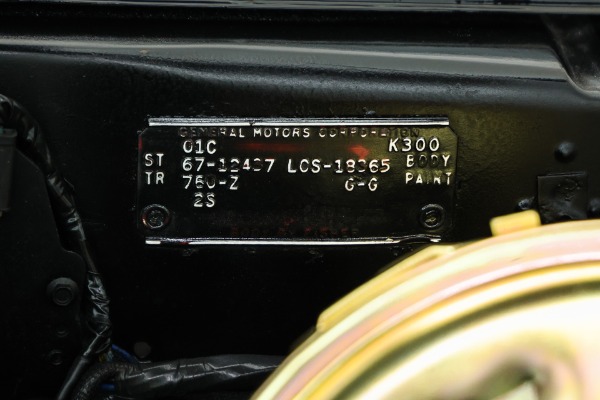 GENERAL MOTORS CORPORATION
01C K300
ST 67-12437 LOS-18365 BODY
TR 760-Z G-G PAINT
2S